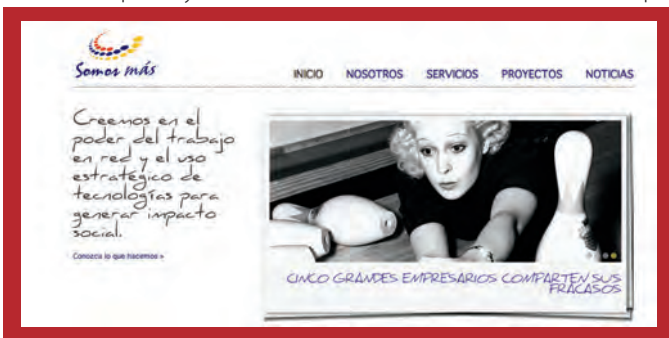 Somos más
INICIO NOSOTROS SERVICIOS PROYECTOS NOTICIAS
Creemos en el
poder del trabajo
en red y el uso
estratégico de
tecnologías para
generar impacto
social.
Conozca lo que hacemos »
CINCO GRANDES EMPRESARIOS COMPARTEN SUS
FRACASOS